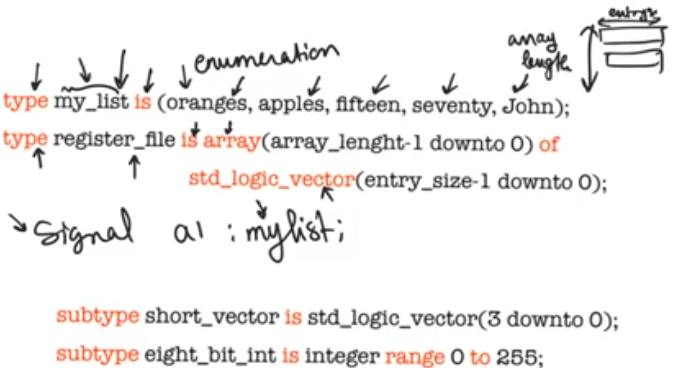 entry size
enumeration
array
length
type my_list is (oranges, apples, fifteen, seventy, John);
type register_file is array(array_lenght-1 downto 0) of
std_logic_vector(entry_size-1 downto 0);
Signal a1 : mylist;
subtype short_vector is std_logic_vector(3 downto 0);
subtype eight_bit_int is integer range 0 to 255;